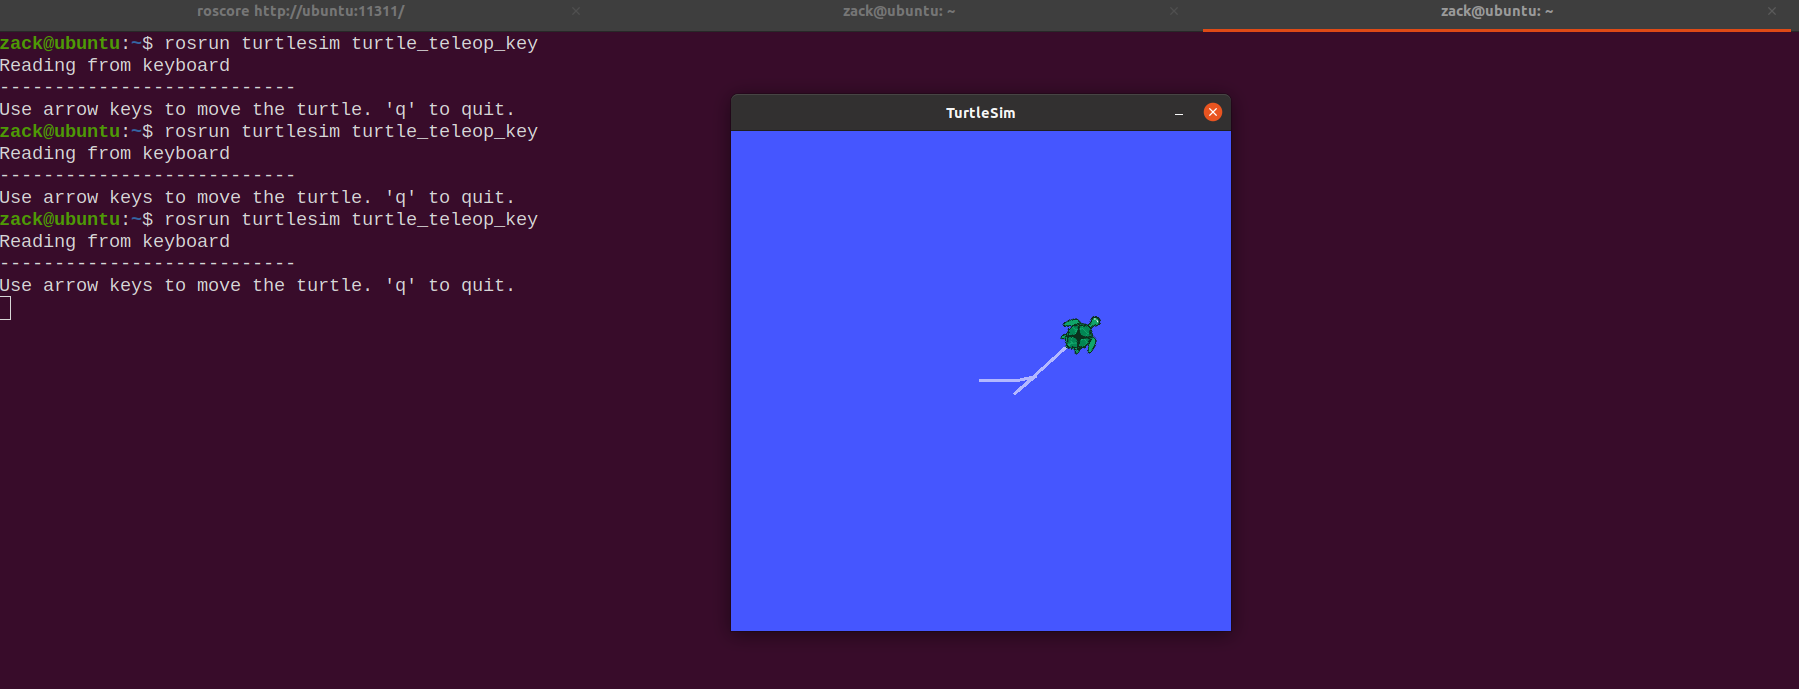 roscore http://ubuntu:11311/
zack@ubuntu: ~
zack@ubuntu: ~
zack@ubuntu:~$ rosrun turtlesim turtle_teleop_key
Reading from keyboard
---------------------------
Use arrow keys to move the turtle. 'q' to quit.
zack@ubuntu:~$ rosrun turtlesim turtle_teleop_key
Reading from keyboard
---------------------------
Use arrow keys to move the turtle. 'q' to quit.
zack@ubuntu:~$ rosrun turtlesim turtle_teleop_key
Reading from keyboard
---------------------------
Use arrow keys to move the turtle. 'q' to quit.
TurtleSim